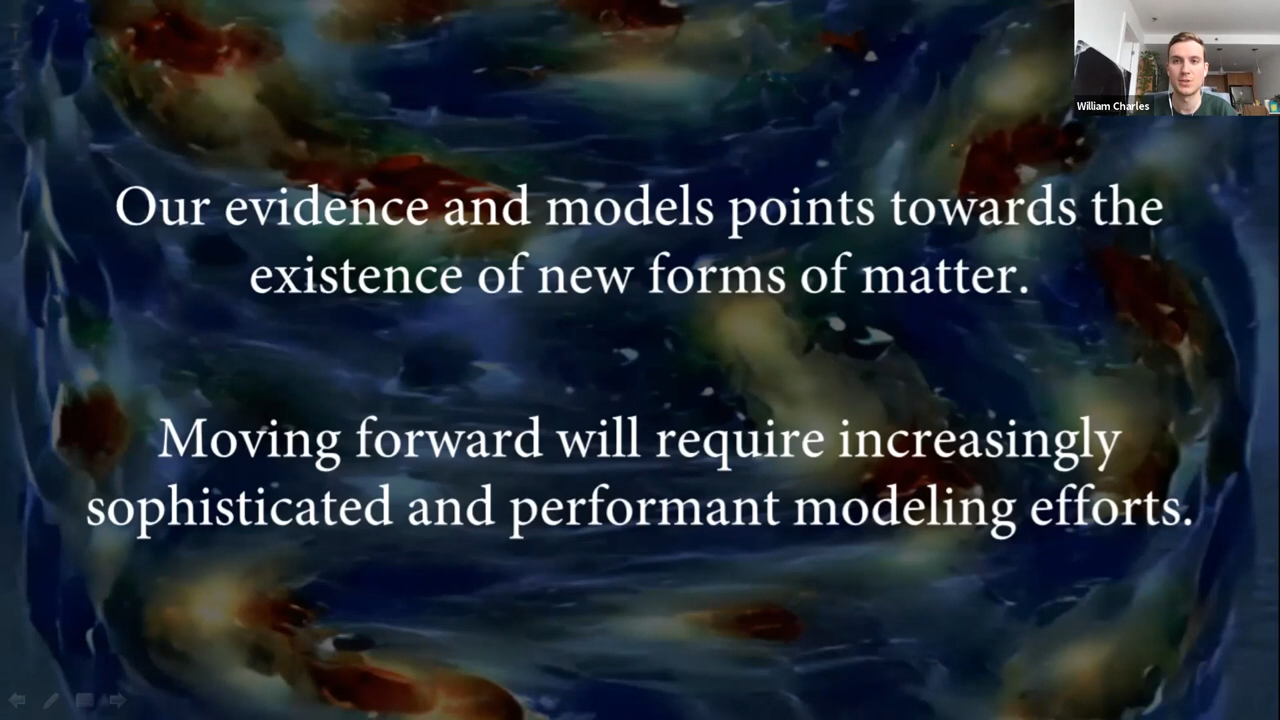 William Charles
Our evidence and models points towards the
existence of new forms of matter.
Moving forward will require increasingly
sophisticated and performant modeling efforts.